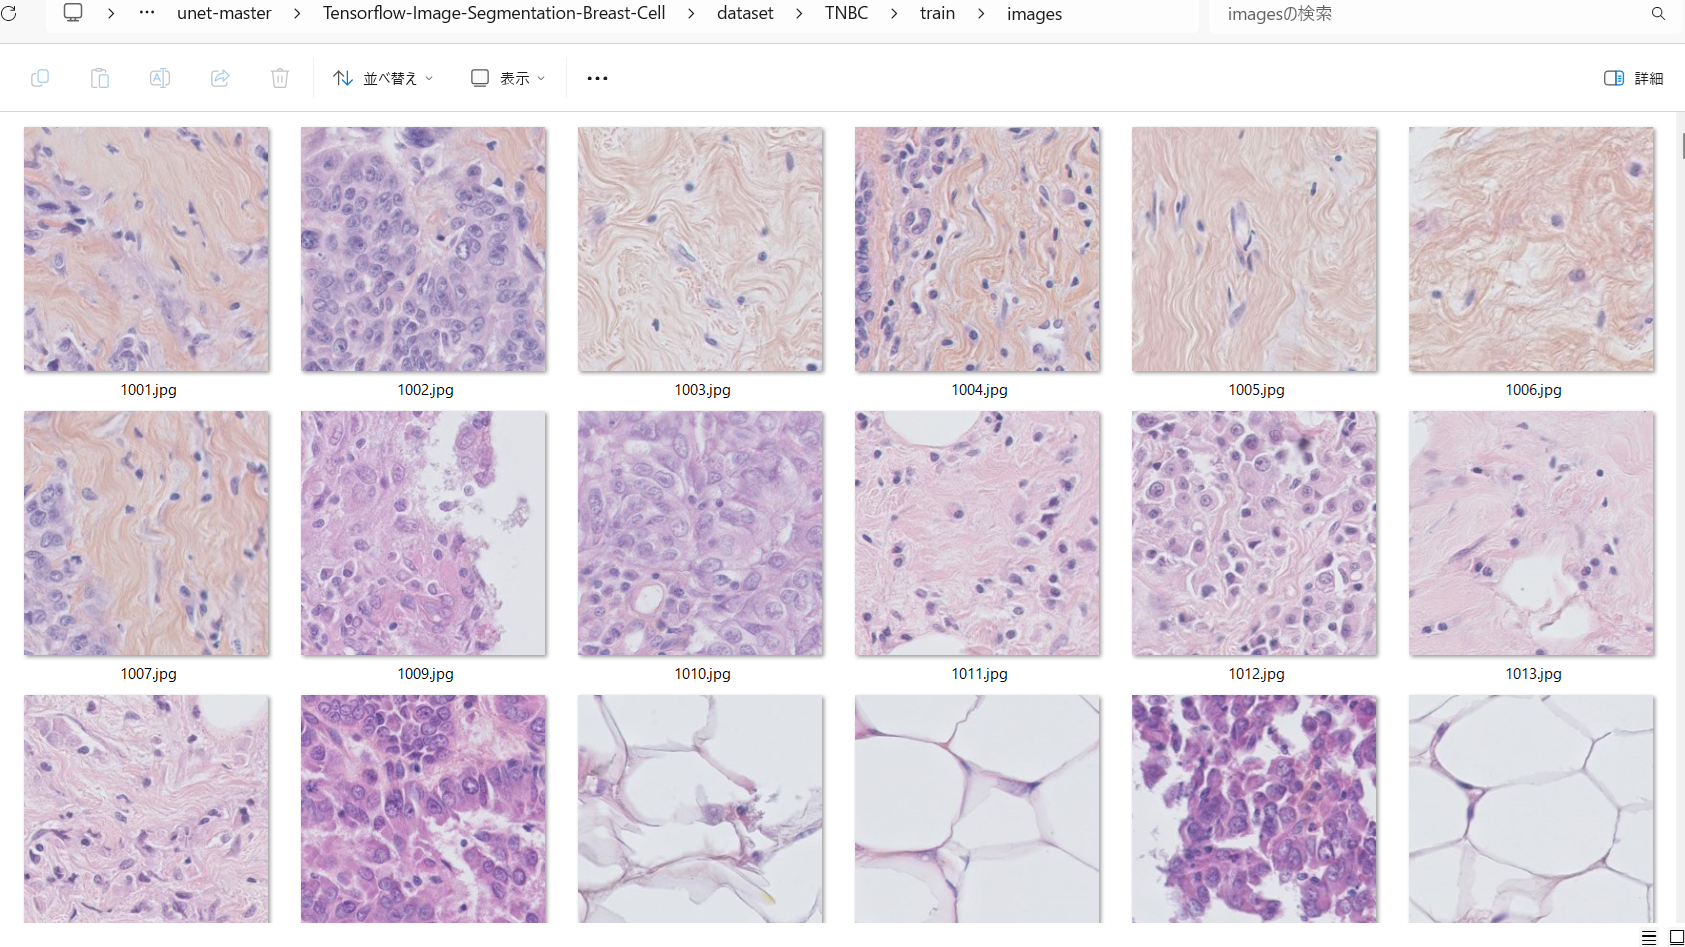 unet-master > Tensorflow-Image-Segmentation-Breast-Cell > dataset > TNBC > train > images
imagesの検索
並べ替え
表示
詳細
1001.jpg
1002.jpg
1003.jpg
1004.jpg
1005.jpg
1006.jpg
1007.jpg
1009.jpg
1010.jpg
1011.jpg
1012.jpg
1013.jpg